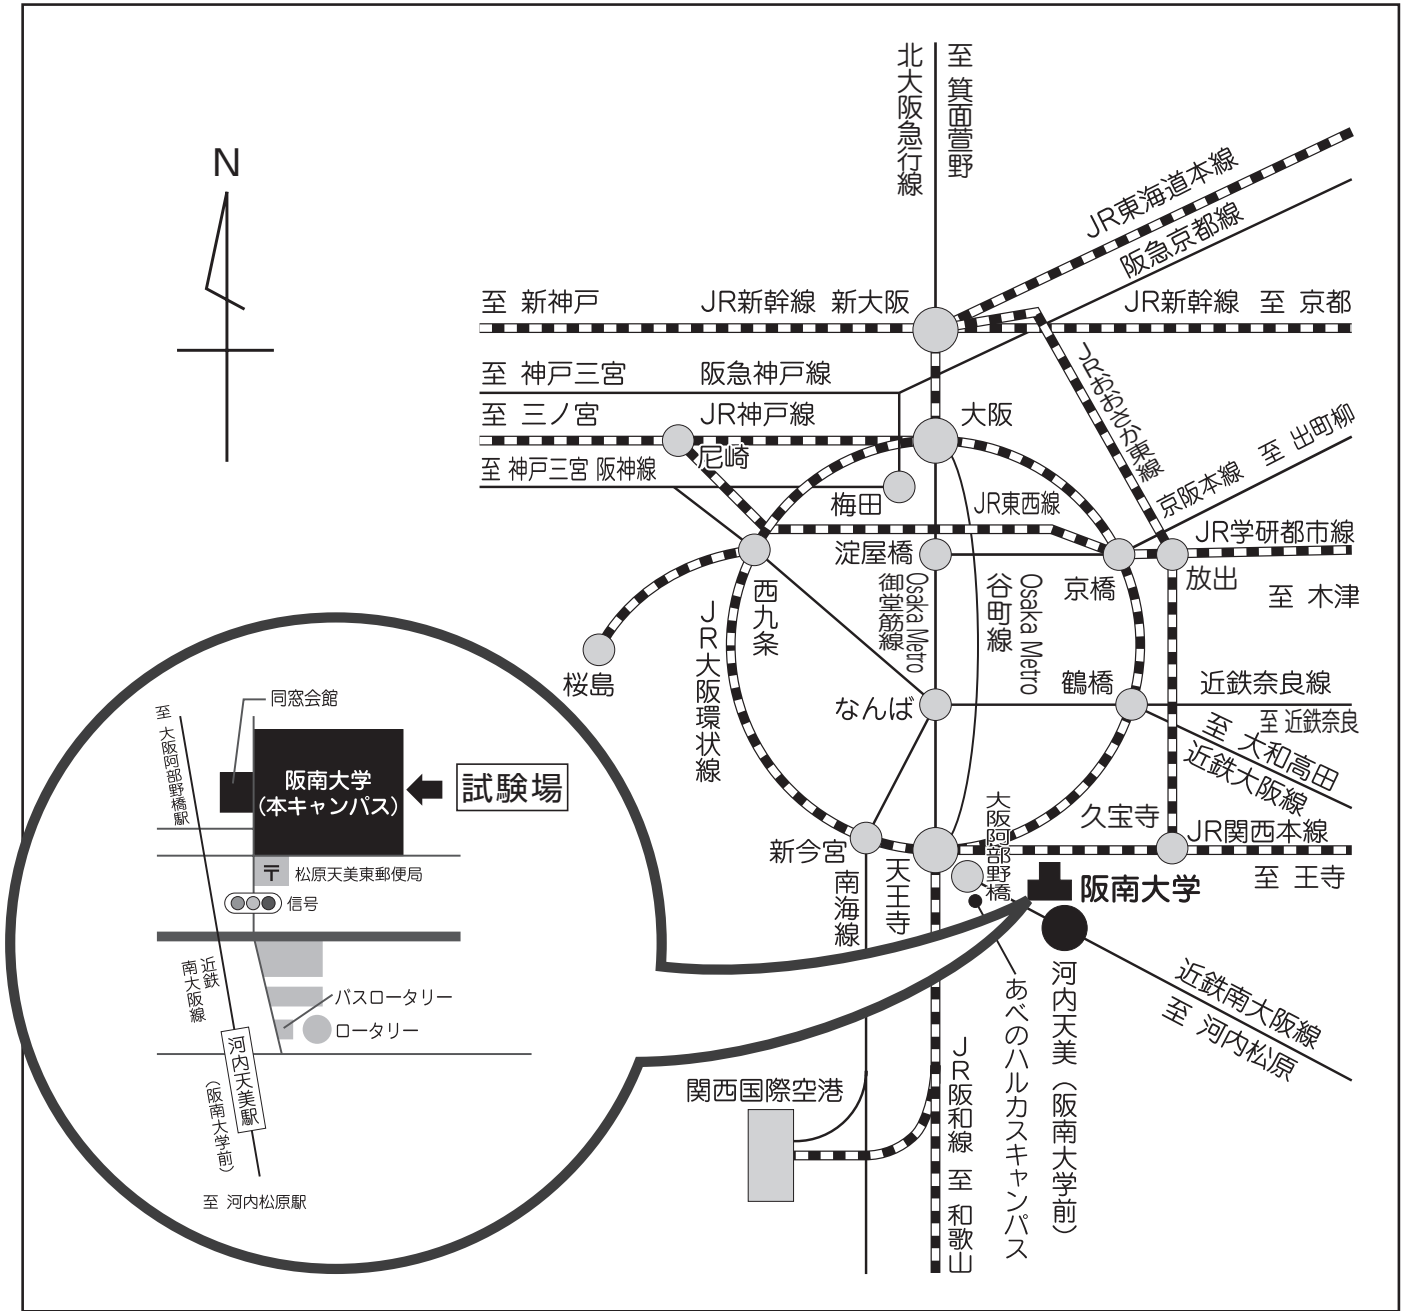 N
北大阪急行線
至 箕面萱野
JR東海道本線
阪急京都線
至 新神戸
JR新幹線
新大阪
JR新幹線
至 京都
至 神戸三宮
阪急神戸線
至 三ノ宮
JR神戸線
大阪
JRおおさか東線
尼崎
至 神戸三宮 阪神線
梅田
JR東西線
京阪本線
至 出町柳
淀屋橋
JR学研都市線
京橋
放出
至 木津
西九条
御堂筋線
Osaka Metro
谷町線
Osaka Metro
JR大阪環状線
桜島
なんば
鶴橋
近鉄奈良線
至 近鉄奈良
至 大和高田
近鉄大阪線
新今宮
南海線
天王寺
大阪阿部野橋
久宝寺
JR関西本線
至 王寺
阪南大学
河内天美（阪南大学前）
あべのハルカスキャンパス
近鉄南大阪線
至 河内松原
関西国際空港
JR阪和線
至 和歌山
同窓会館
至 大阪阿部野橋駅
阪南大学
（本キャンパス）
試験場
〒
松原天美東郵便局
信号
近鉄
南大阪線
バスロータリー
ロータリー
河内天美駅
（阪南大学前）
至 河内松原駅